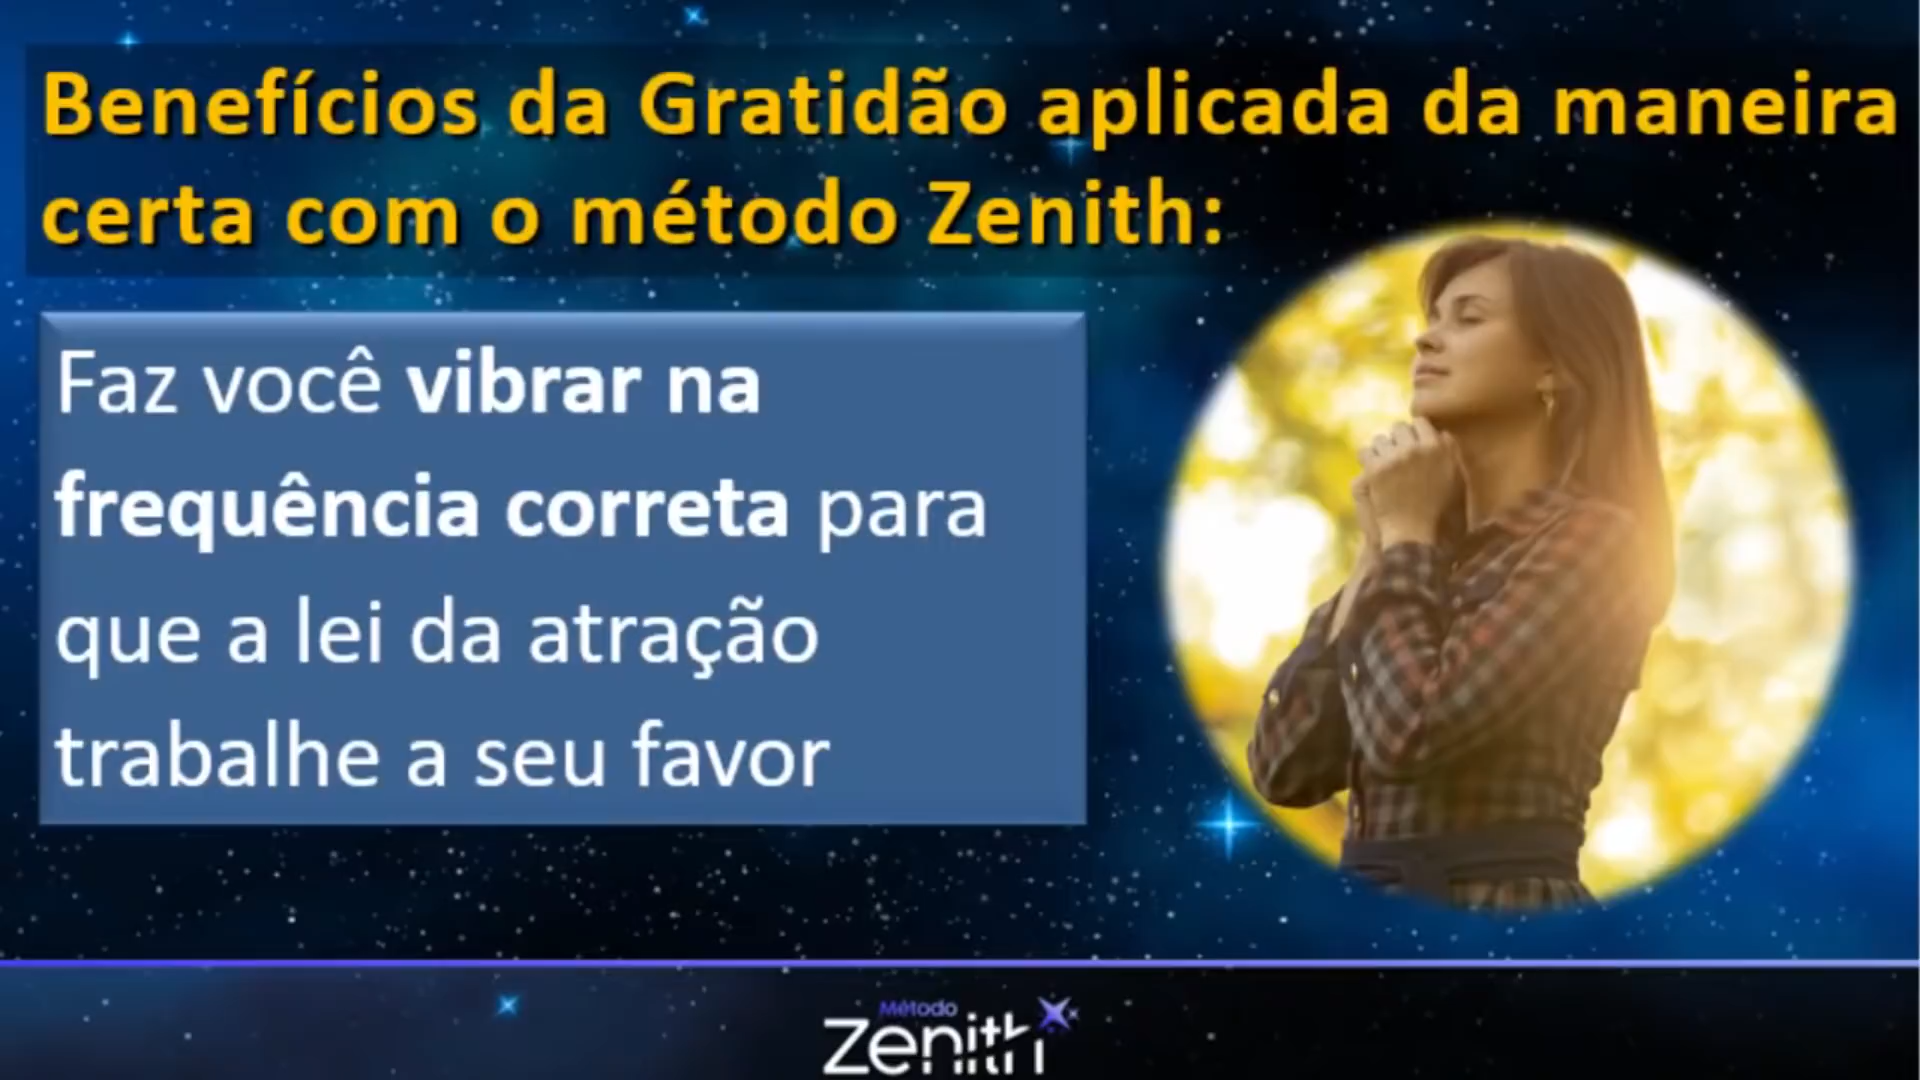 Benefícios da Gratidão aplicada da maneira
certa com o método Zenith:
Faz você vibrar na
frequência correta para
que a lei da atração
trabalhe a seu favor
Método
Zenith